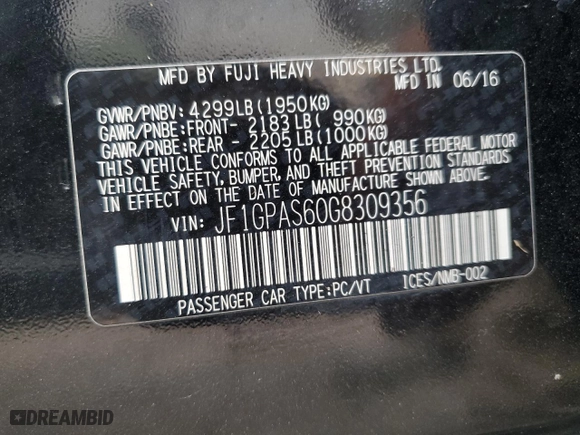 MFD BY FUJI HEAVY INDUSTRIES LTD.
MFD IN 06/16
GVWR/PNBV: 4299LB(1950KG)
GAWR/PNBE:FRONT- 2183LB( 990KG)
GAWR/PNBE:REAR - 2205LB(1000KG)
THIS VEHICLE CONFORMS TO ALL APPLICABLE FEDERAL MOTOR
VEHICLE SAFETY, BUMPER, AND THEFT PREVENTION STANDARDS
IN EFFECT ON THE DATE OF MANUFACTURE SHOWN ABOVE.
VIN: JF1GPAS60G8309356
PASSENGER CAR TYPE:PC/VT ICES/NMB-002
DREAMBID